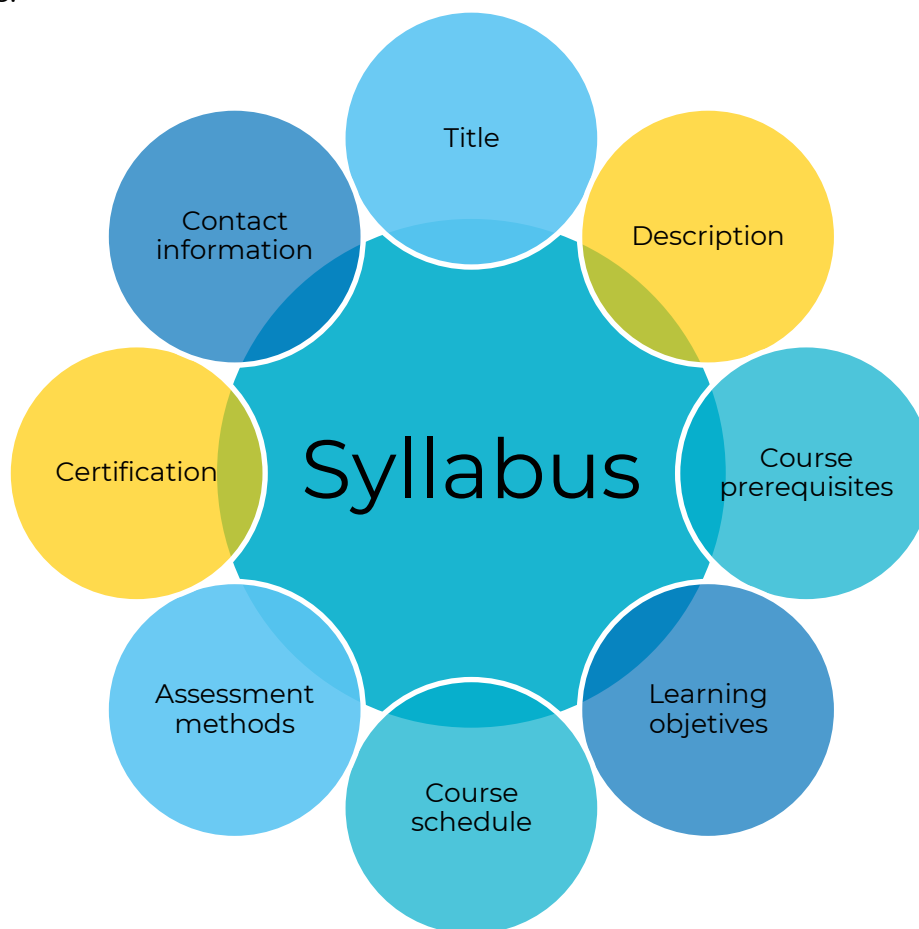 Title
Description
Contact
information
Course
prerequisites
Syllabus
Certification
Learning
objetives
Assessment
methods
Course
schedule